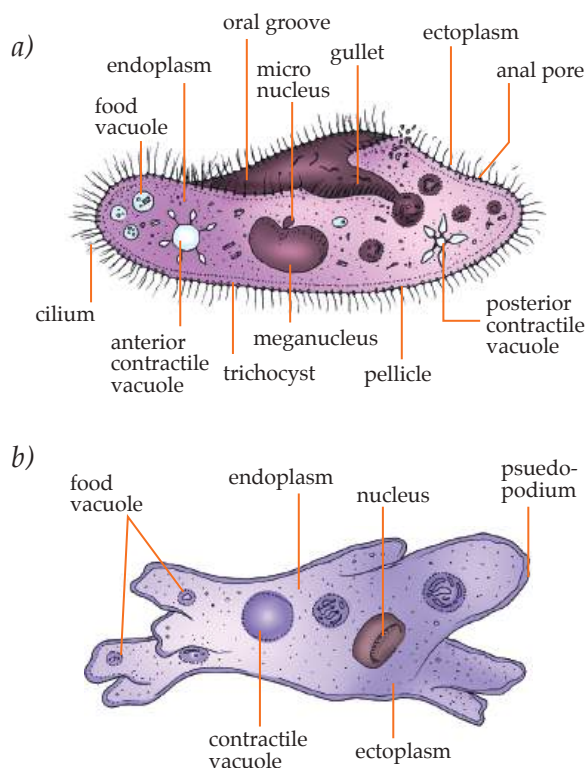 a)
oral groove
ectoplasm
gullet
endoplasm
micro
nucleus
anal pore
food
vacuole
cilium
anterior
contractile
vacuole
meganucleus
trichocyst
pellicle
posterior
contractile
vacuole
b)
food
vacuole
endoplasm
nucleus
psuedo-
podium
contractile
vacuole
ectoplasm